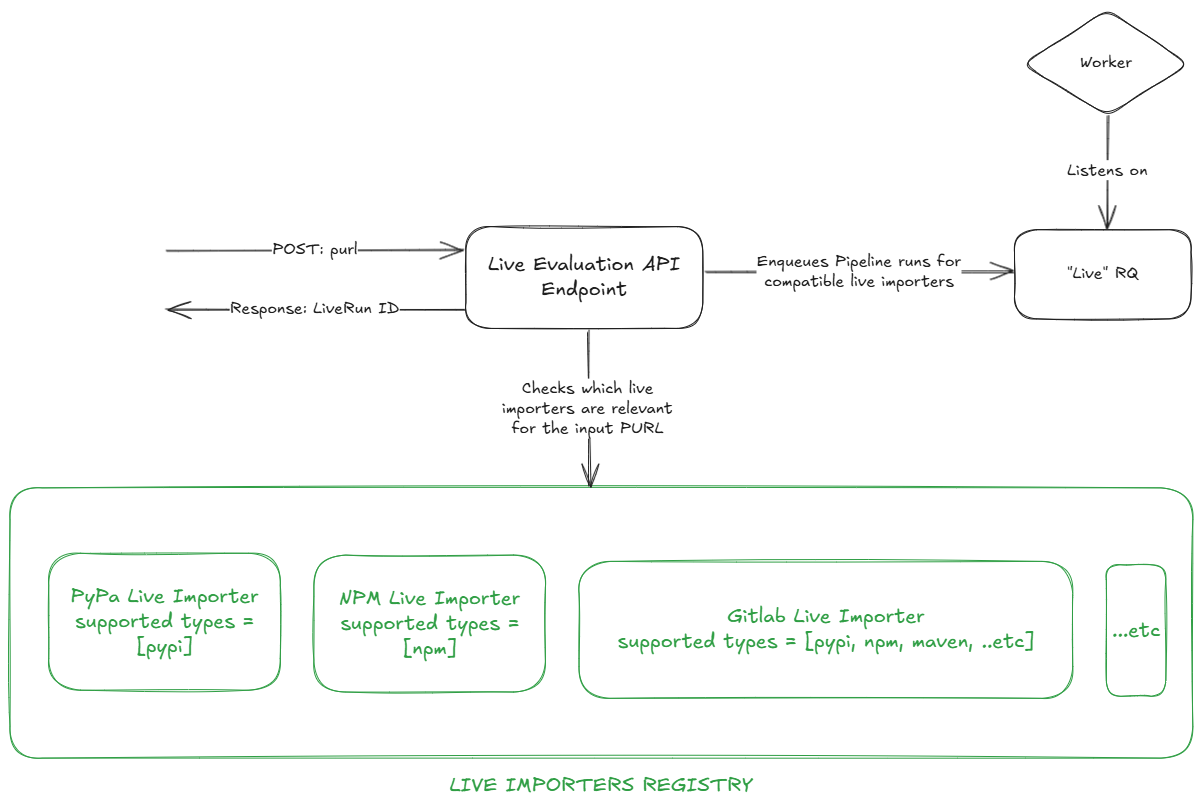 Worker
Listens on
POST: purl
Live Evaluation API
Endpoint
Enqueues Pipeline runs for
compatible live importers
"Live" RQ
Response: LiveRun ID
Checks which live
importers are relevant
for the input PURL
PyPa Live Importer
supported types =
[pypi]
NPM Live Importer
supported types =
[npm]
Gitlab Live Importer
supported types = [pypi, npm, maven, ..etc]
...etc
LIVE IMPORTERS REGISTRY